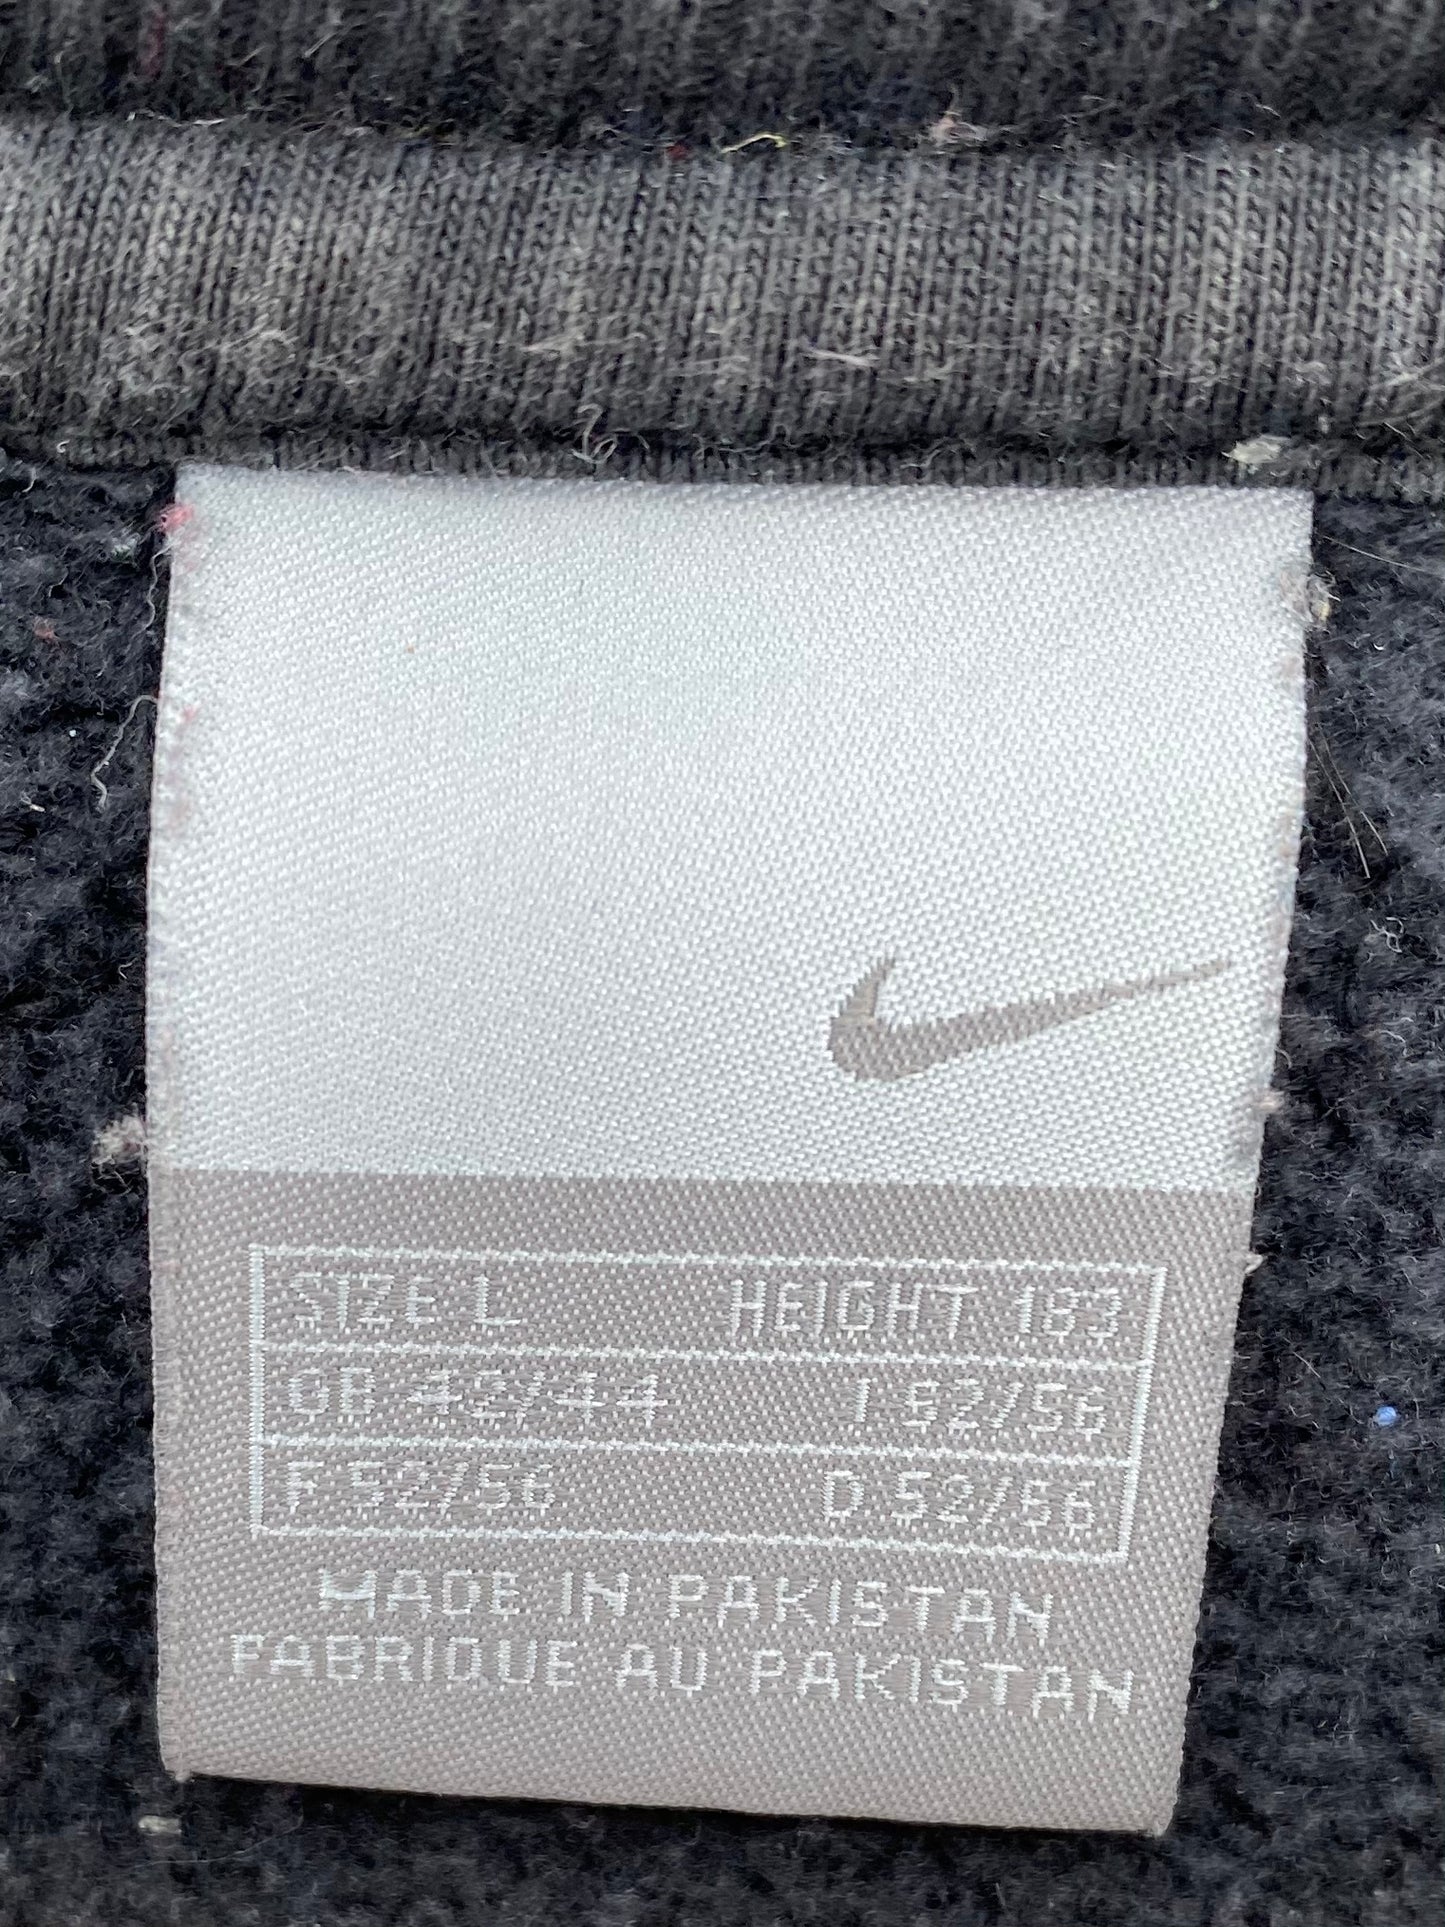 SIZE L HEIGHT 183
GB 42/44 I 52/56
F 52/56 D 52/56
MADE IN PAKISTAN
FABRIQUE AU PAKISTAN